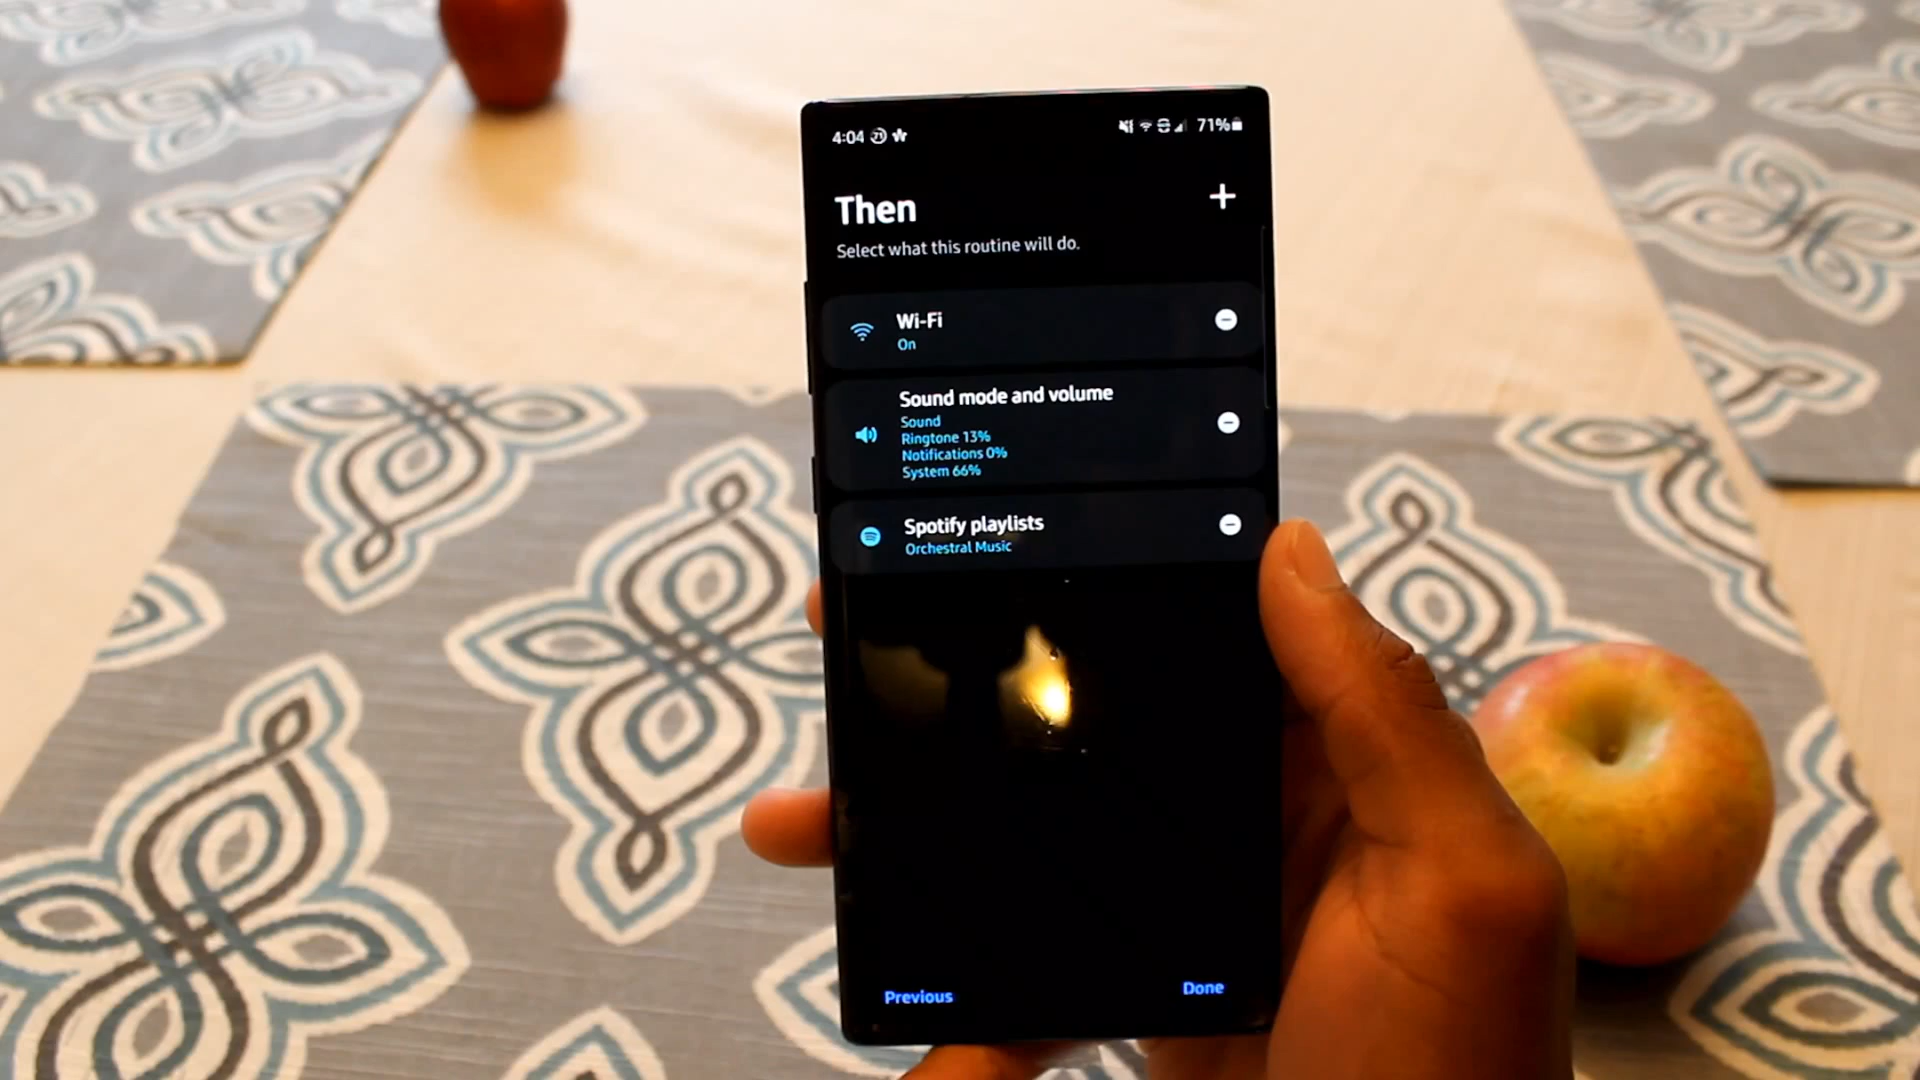 4:04
71%
Then
Select what this routine will do.
Wi-Fi
On
Sound mode and volume
Sound
Ringtone 13%
Notifications 0%
System 66%
Spotify playlists
Orchestral Music
Previous
Done